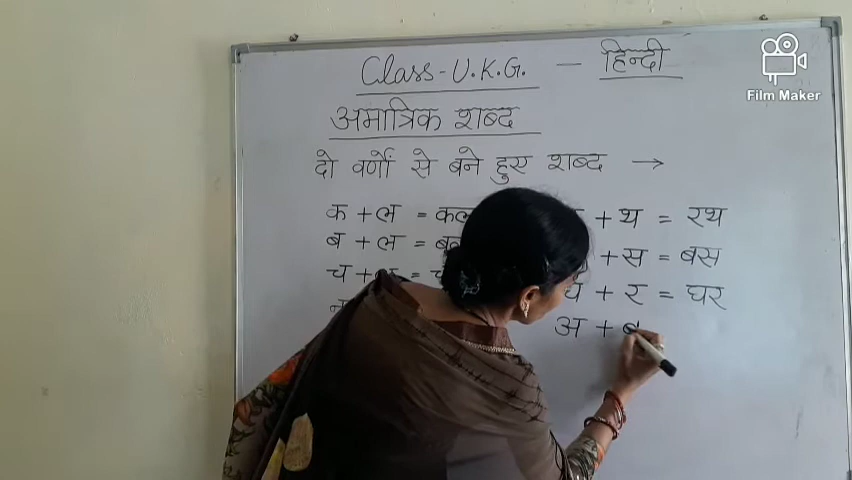 Class - U.K.G. - हिन्दी
Film Maker
अमात्रिक शब्द
दो वर्णों से बने हुए शब्द →
क + ल = कल
ब + ल =
च +
+ थ = रथ
+ स = बस
घ + र = घर
अ + ब